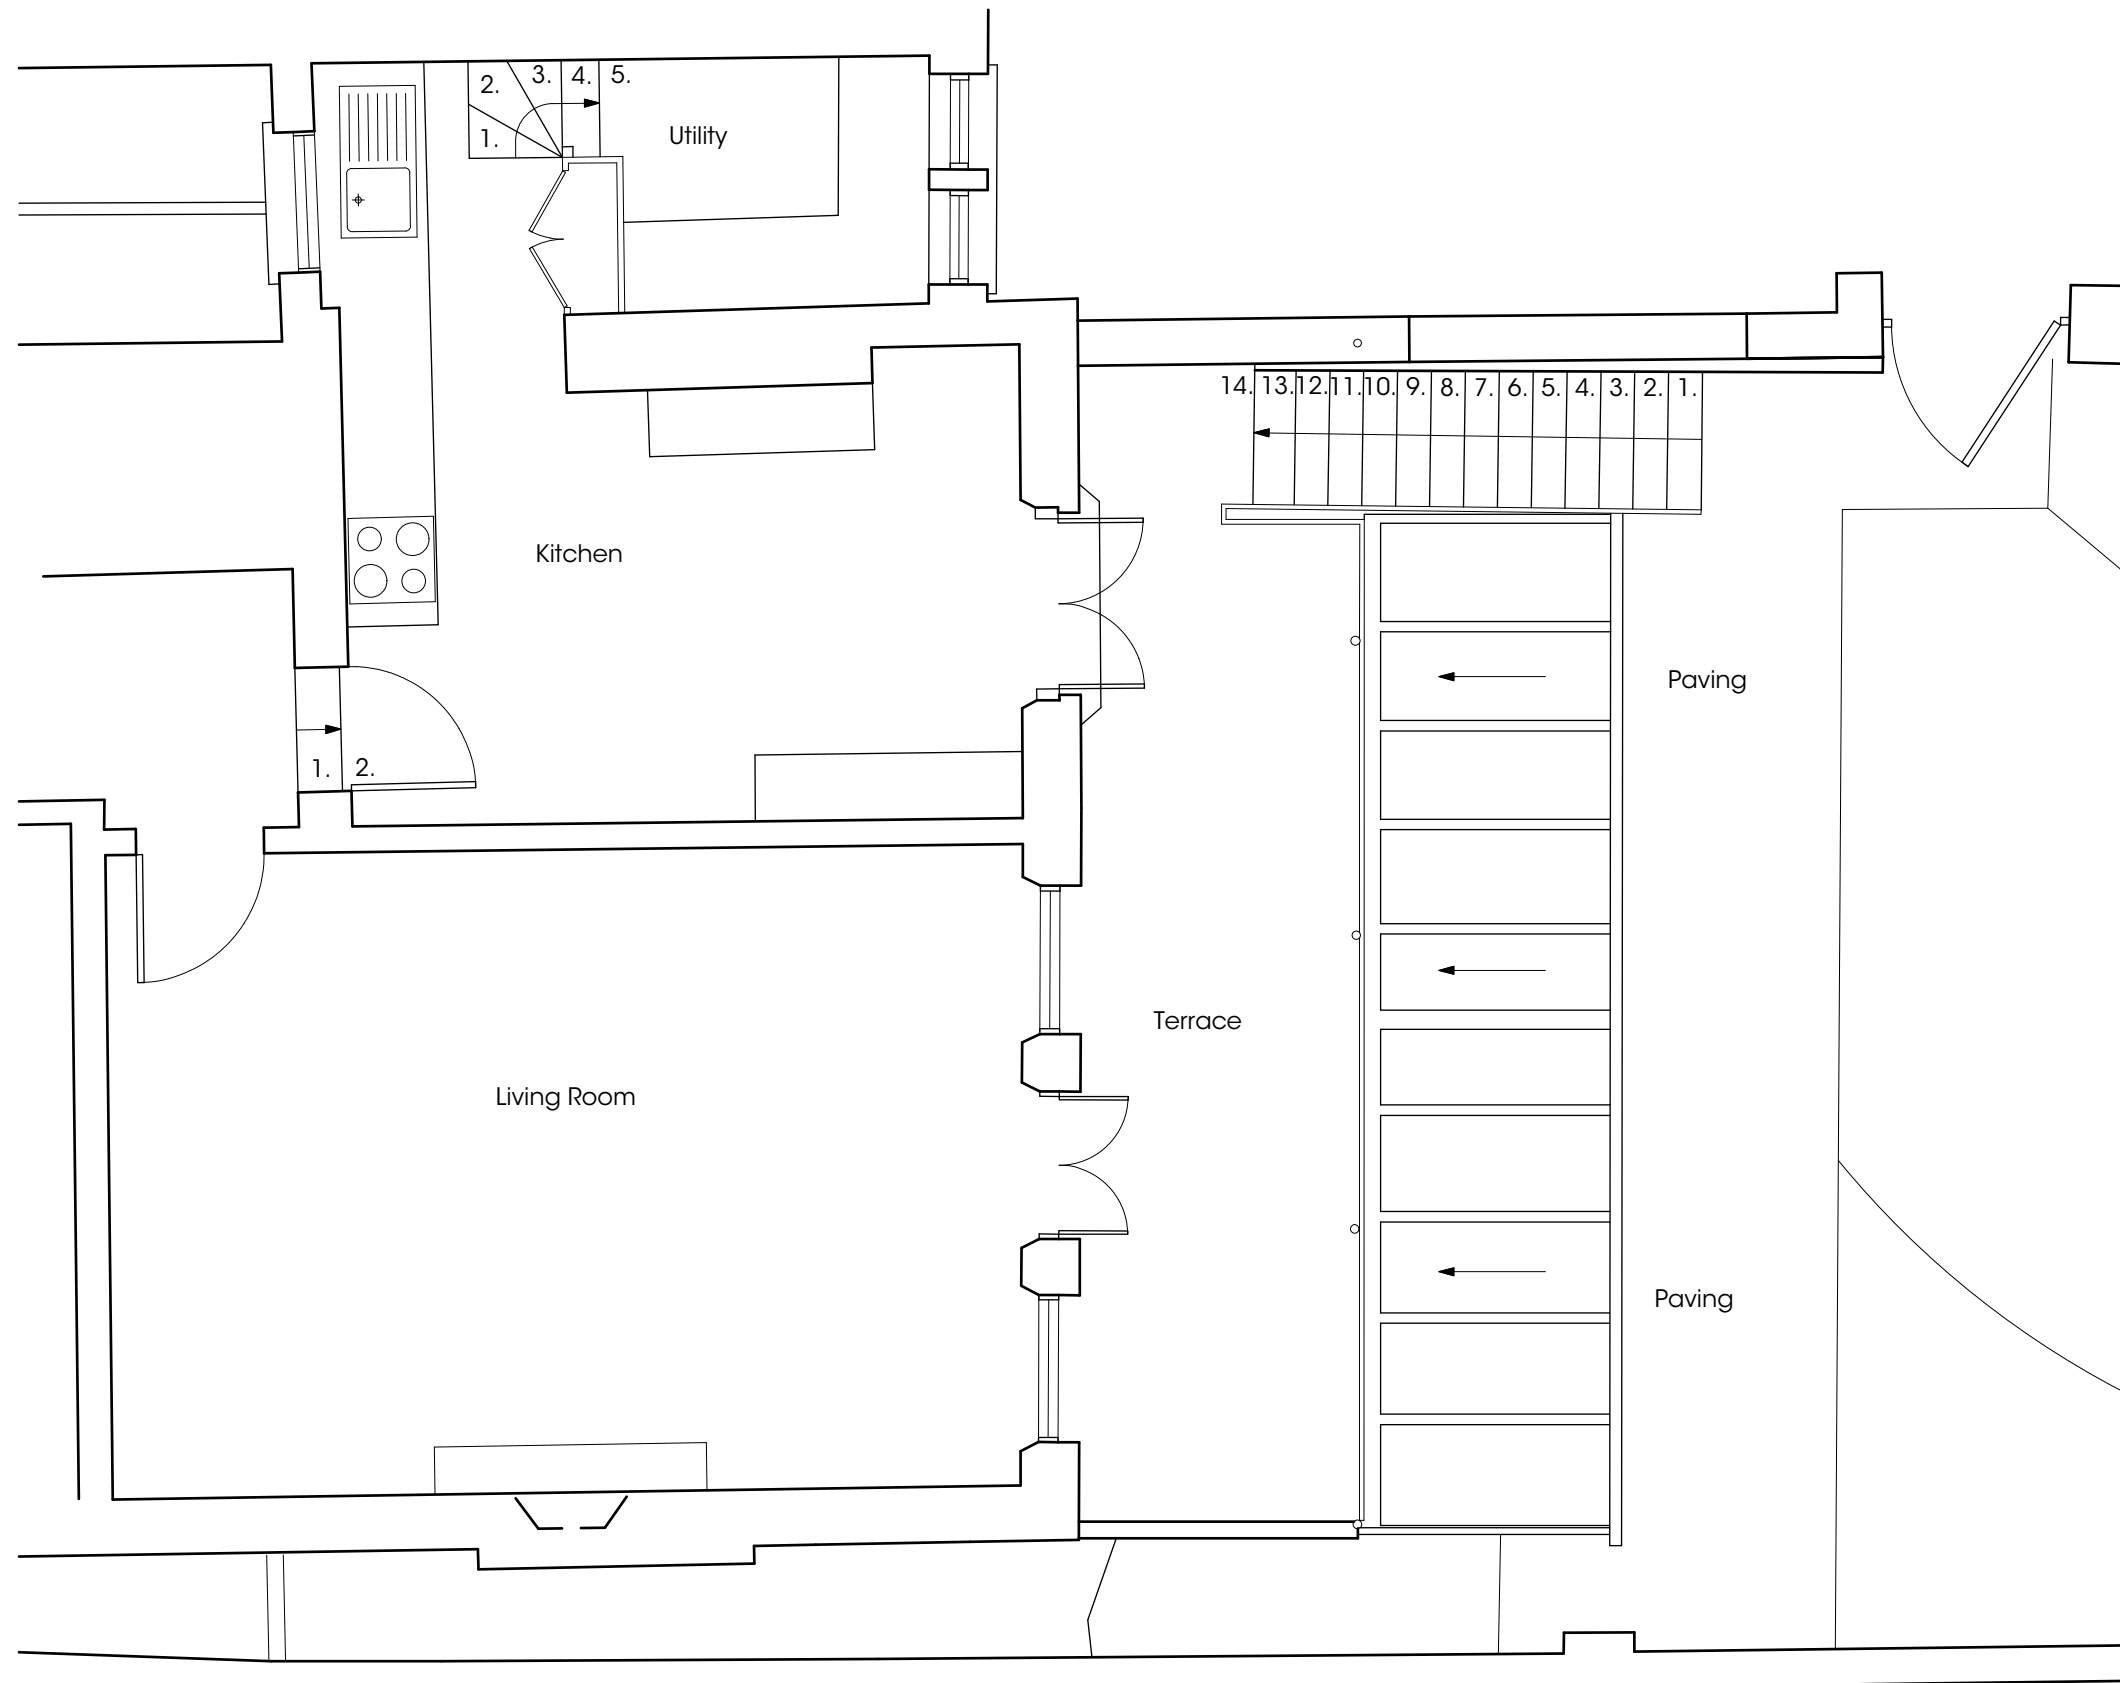 2.
3.
4.
5.
1.
Utility
14. 13. 12. 11. 10. 9. 8. 7. 6. 5. 4. 3. 2. 1.
Kitchen
Paving
1. 2.
Terrace
Living Room
Paving